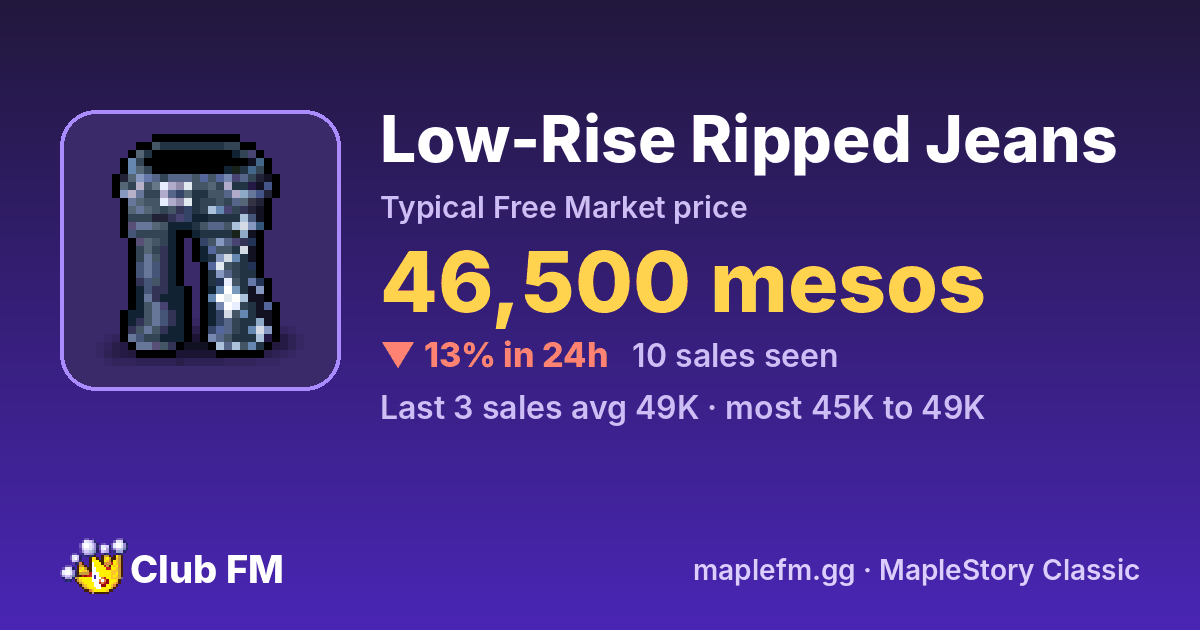 Low-Rise Ripped Jeans
Typical Free Market price
46,500 mesos
▼ 13% in 24h 10 sales seen
Last 3 sales avg 49K · most 45K to 49K
Club FM
maplefm.gg · MapleStory Classic